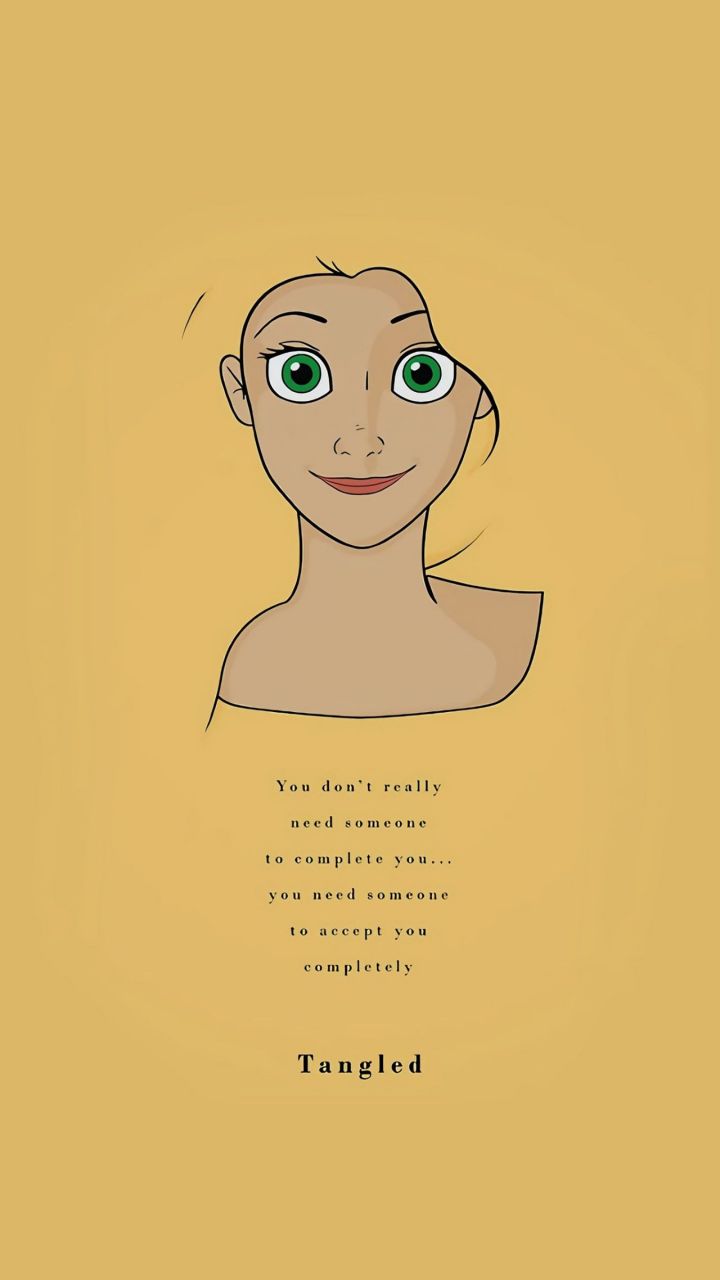 You don't really
need someone
to complete you...
you need someone
to accept you
completely
Tangled